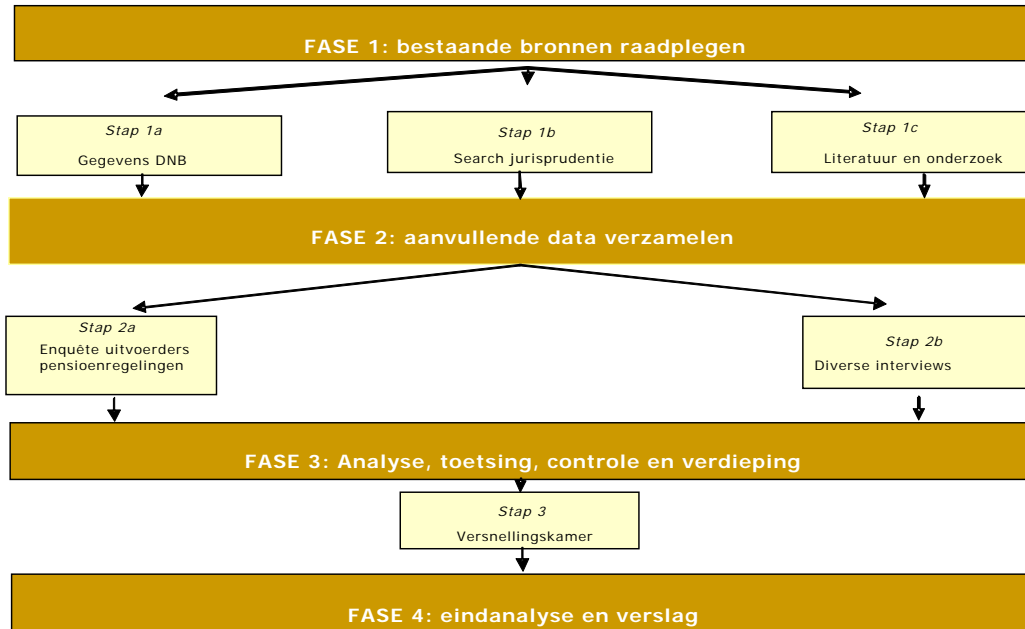 FASE 1: bestaande bronnen raadplegen
Stap 1a
Gegevens DNB
Stap 1b
Search jurisprudentie
Stap 1c
Literatuur en onderzoek
FASE 2: aanvullende data verzamelen
Stap 2a
Enquête uitvoerders
pensioenregelingen
Stap 2b
Diverse interviews
FASE 3: Analyse, toetsing, controle en verdieping
Stap 3
Versnellingskamer
FASE 4: eindanalyse en verslag